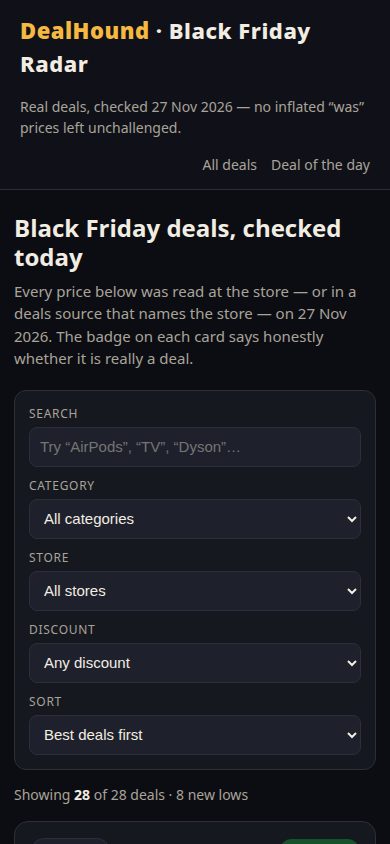 DealHound · Black Friday
Radar
Real deals, checked 27 Nov 2026 — no inflated “was”
prices left unchallenged.
All deals Deal of the day
Black Friday deals, checked
today
Every price below was read at the store — or in a
deals source that names the store — on 27 Nov
2026. The badge on each card says honestly
whether it is really a deal.
SEARCH
Try “AirPods”, “TV”, “Dyson”…
CATEGORY
All categories
STORE
All stores
DISCOUNT
Any discount
SORT
Best deals first
Showing 28 of 28 deals · 8 new lows